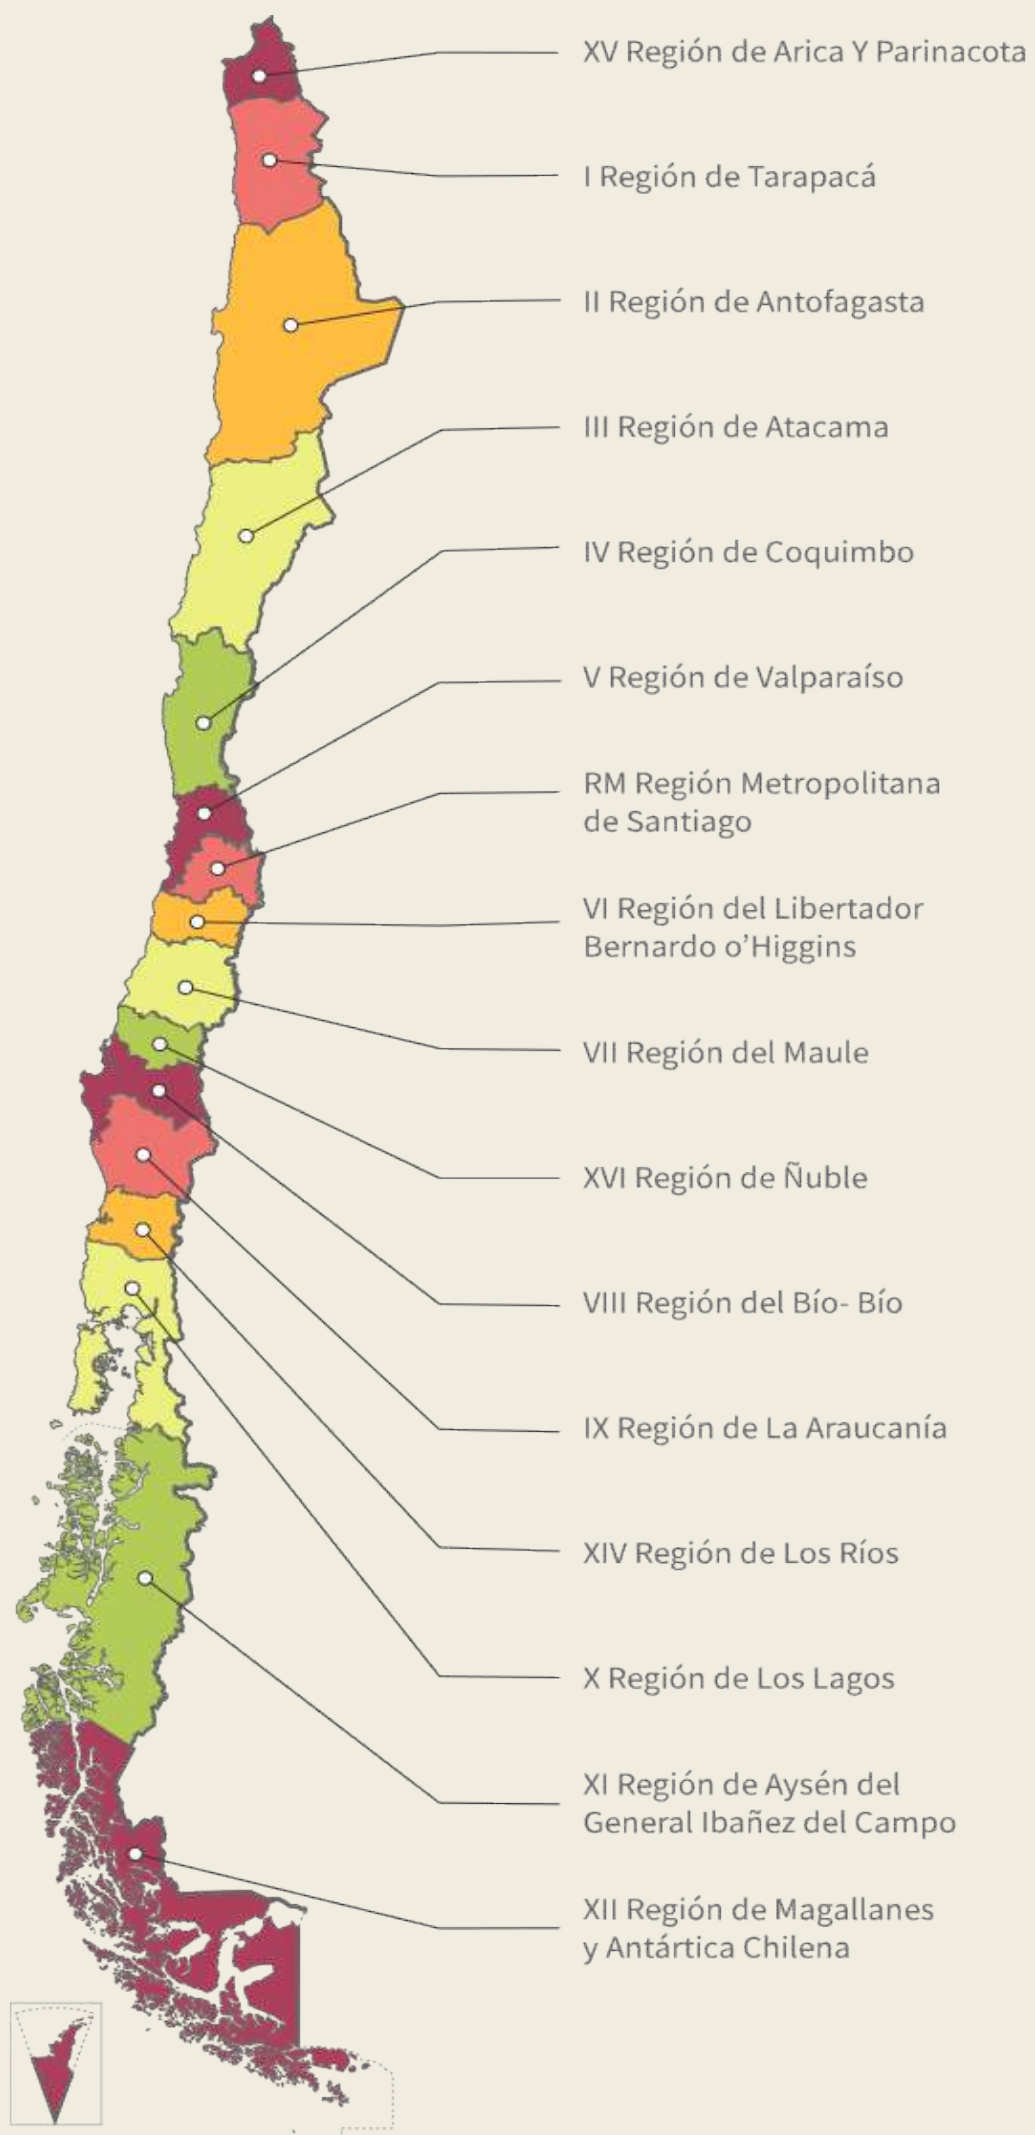 XV Región de Arica Y Parinacota
I Región de Tarapacá
II Región de Antofagasta
III Región de Atacama
IV Región de Coquimbo
V Región de Valparaíso
RM Región Metropolitana
de Santiago
VI Región del Libertador
Bernardo o’Higgins
VII Región del Maule
XVI Región de Ñuble
VIII Región del Bío- Bío
IX Región de La Araucanía
XIV Región de Los Ríos
X Región de Los Lagos
XI Región de Aysén del
General Ibañez del Campo
XII Región de Magallanes
y Antártica Chilena